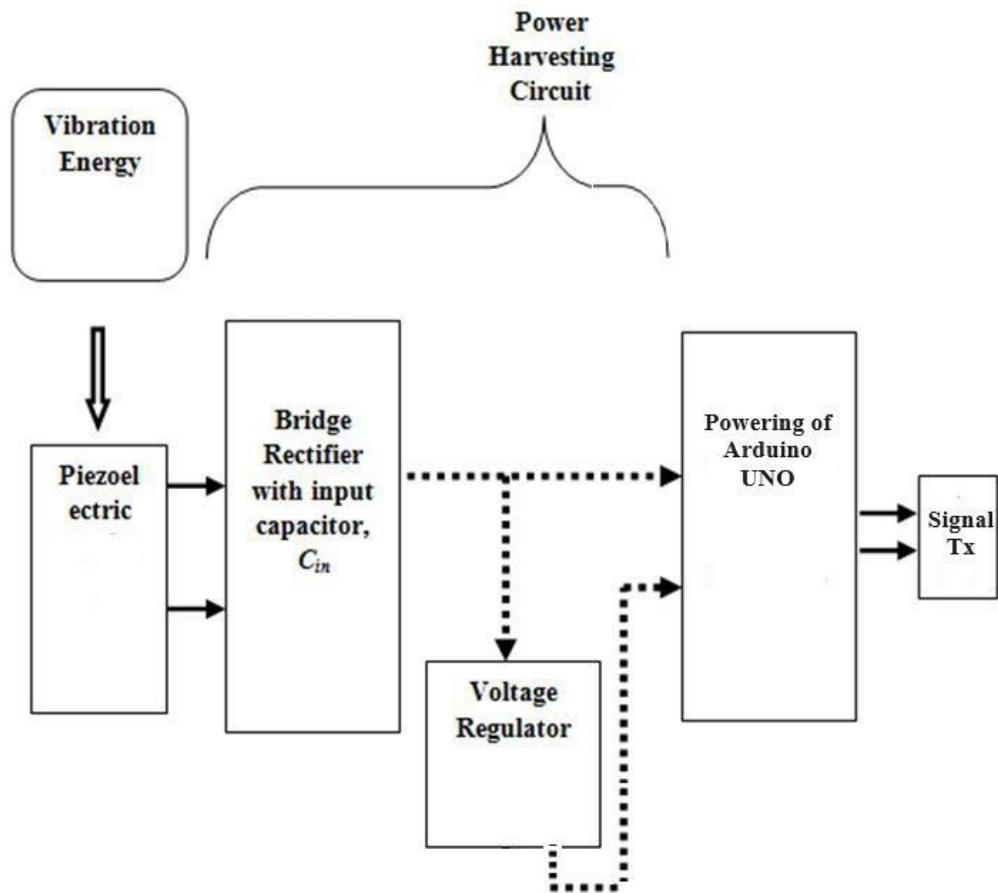 Power
Harvesting
Circuit
Vibration
Energy
Piezoel
ectric
Bridge
Rectifier
with input
capacitor,
C_in
Voltage
Regulator
Powering of
Arduino
UNO
Signal
Tx